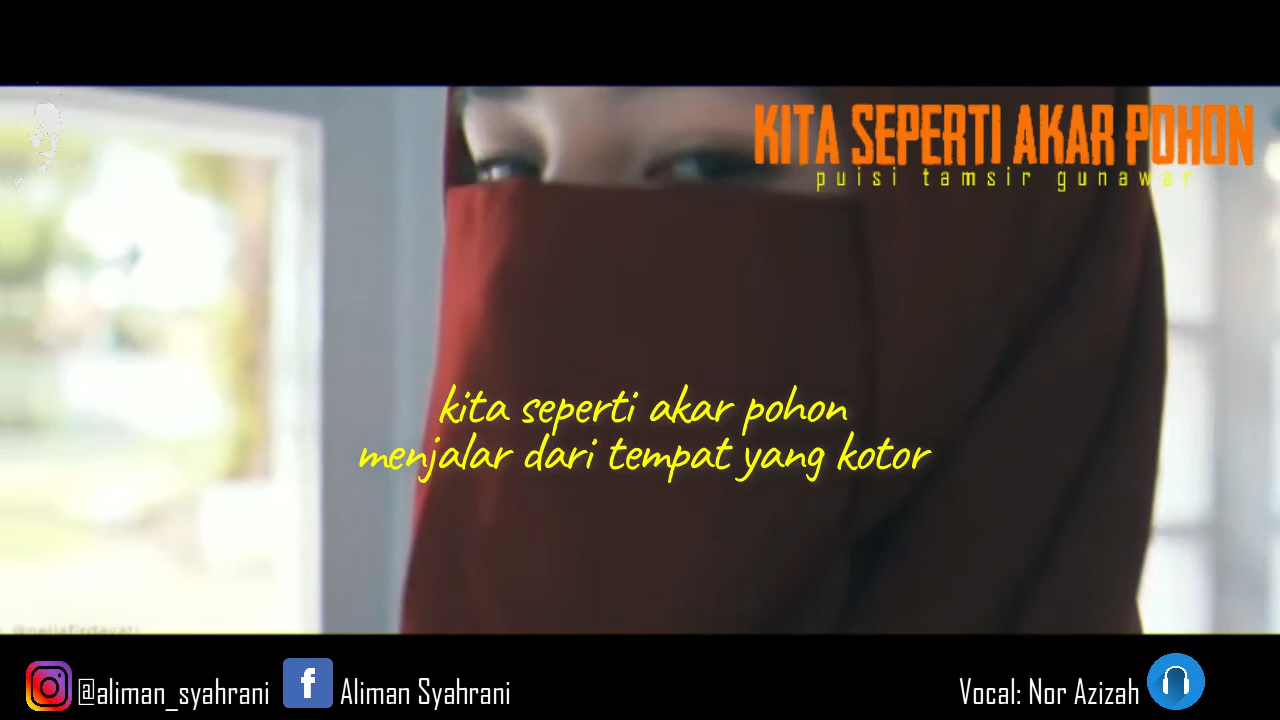 KITA SEPERTI AKAR POHON
puisi tamsir gunawar
kita seperti akar pohon
menjalar dari tempat yang kotor
@aliman_syahrani
Aliman Syahrani
Vocal: Nor Azizah